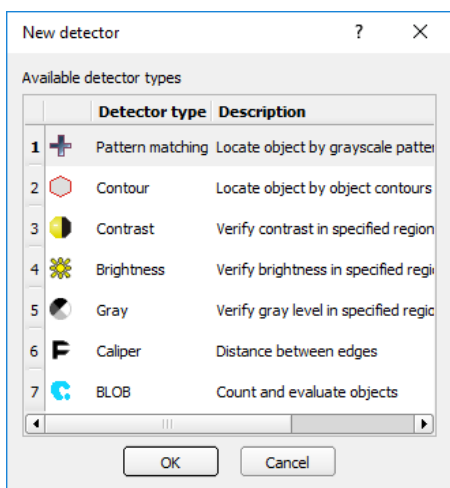 New detector ?
Available detector types
Detector type Description
1 Pattern matching Locate object by grayscale patter
2 Contour Locate object by object contours
3 Contrast Verify contrast in specified region
4 Brightness Verify brightness in specified regi
5 Gray Verify gray level in specified regio
6 Caliper Distance between edges
7 BLOB Count and evaluate objects
OK Cancel